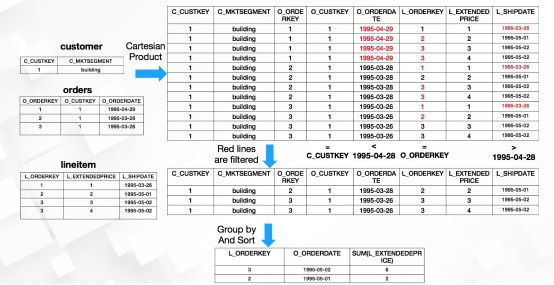 customer
C_CUSTKEY C_MKTSEGMENT
1 building
orders
O_ORDERKEY O_CUSTKEY O_ORDERDATE
1 1 1995-04-29
2 1 1995-03-28
3 1 1995-03-26
lineitem
L_ORDERKEY L_EXTENDEDPRICE L_SHIPDATE
1 1 1995-03-26
2 2 1995-05-01
3 3 1995-05-02
3 4 1995-05-02
Cartesian
Product
C_CUSTKEY C_MKTSEGMENT O_ORDE O_CUSTKEY O_ORDERDA L_ORDERKEY L_EXTENDED L_SHIPDATE
RKEY TE PRICE
1 building 1 1 1995-04-29 1 1 1995-03-26
1 building 1 1 1995-04-29 2 2 1995-05-01
1 building 1 1 1995-04-29 3 3 1995-05-02
1 building 1 1 1995-04-29 3 4 1995-05-02
1 building 2 1 1995-03-28 1 1 1995-03-26
1 building 2 1 1995-03-28 2 2 1995-05-01
1 building 2 1 1995-03-28 3 3 1995-05-02
1 building 2 1 1995-03-28 3 4 1995-05-02
1 building 3 1 1995-03-26 1 1 1995-03-26
1 building 3 1 1995-03-26 2 2 1995-05-01
1 building 3 1 1995-03-26 3 3 1995-05-02
1 building 3 1 1995-03-26 3 4 1995-05-02
Red lines
are filtered
= < = >
C_CUSTKEY 1995-04-28 O_ORDERKEY 1995-04-28
C_CUSTKEY C_MKTSEGMENT O_ORDE O_CUSTKEY O_ORDERDA L_ORDERKEY L_EXTENDED L_SHIPDATE
RKEY TE PRICE
1 building 2 1 1995-03-28 2 2 1995-05-01
1 building 3 1 1995-03-26 3 3 1995-05-02
1 building 3 1 1995-03-26 3 4 1995-05-02
Group by
And Sort
L_ORDERKEY O_ORDERDATE SUM(L_EXTENDEDEPR
ICE)
3 1995-05-02 6
2 1995-05-01 2